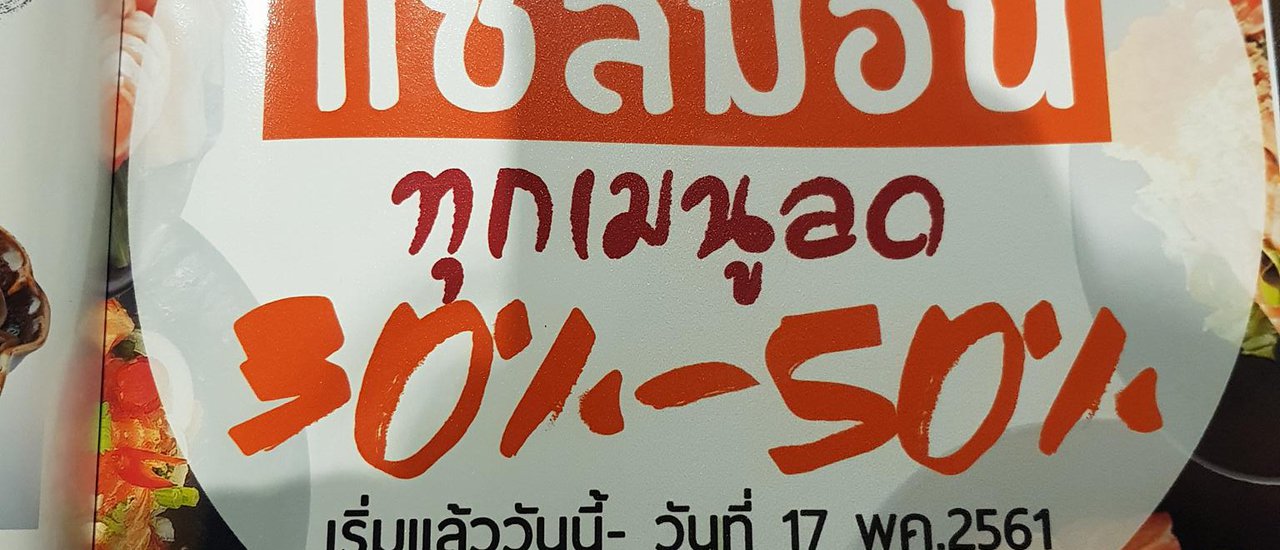 แซลมอน
ทุกเมนูลด
30%-50%
เริ่มแล้ววันนี้- วันที่ 17 พค.2561